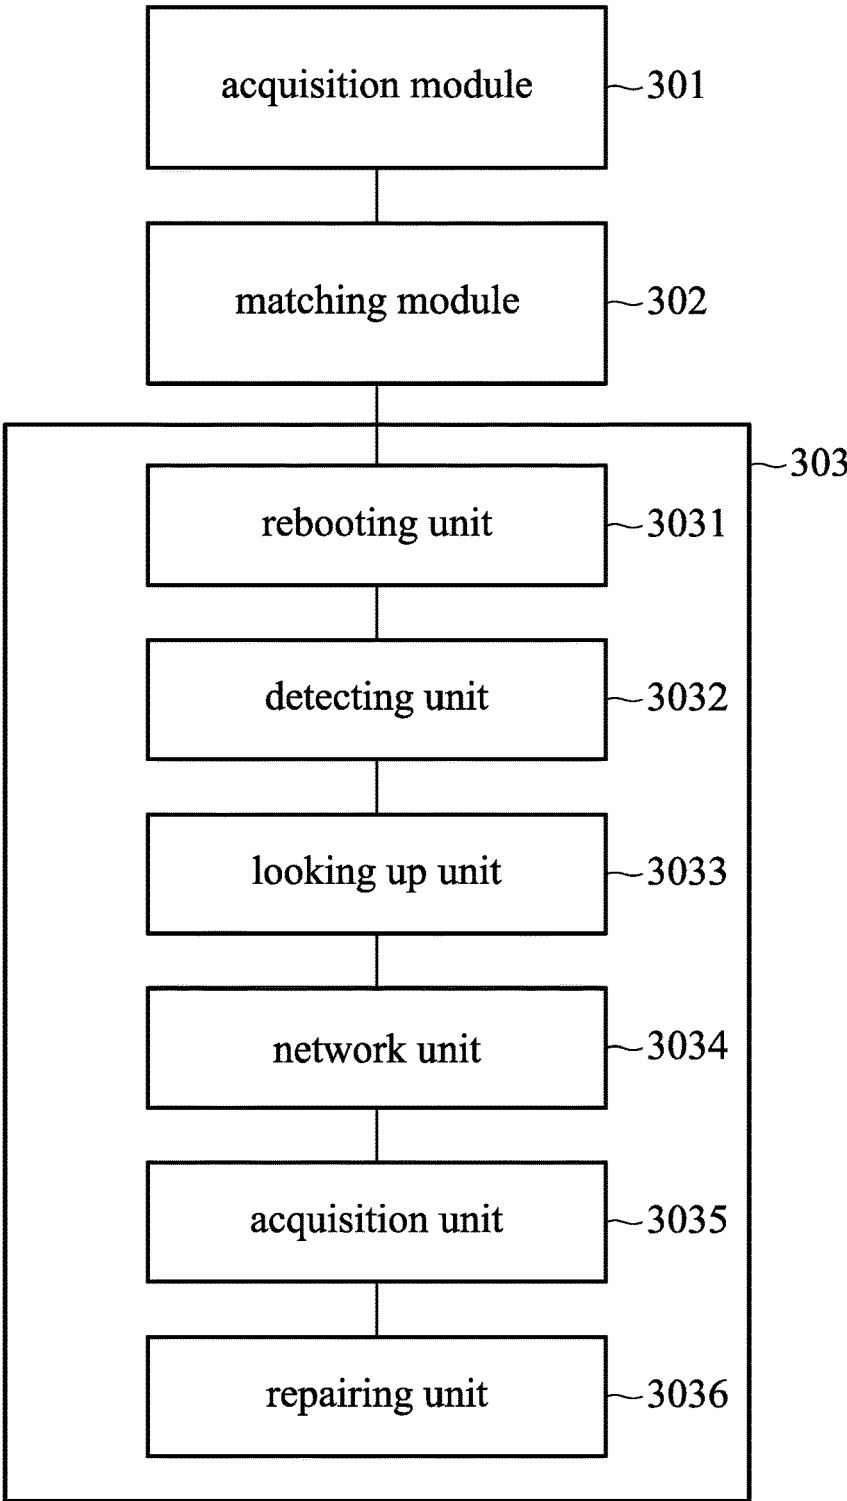 acquisition module 301
matching module 302
303
rebooting unit 3031
detecting unit 3032
looking up unit 3033
network unit 3034
acquisition unit 3035
repairing unit 3036